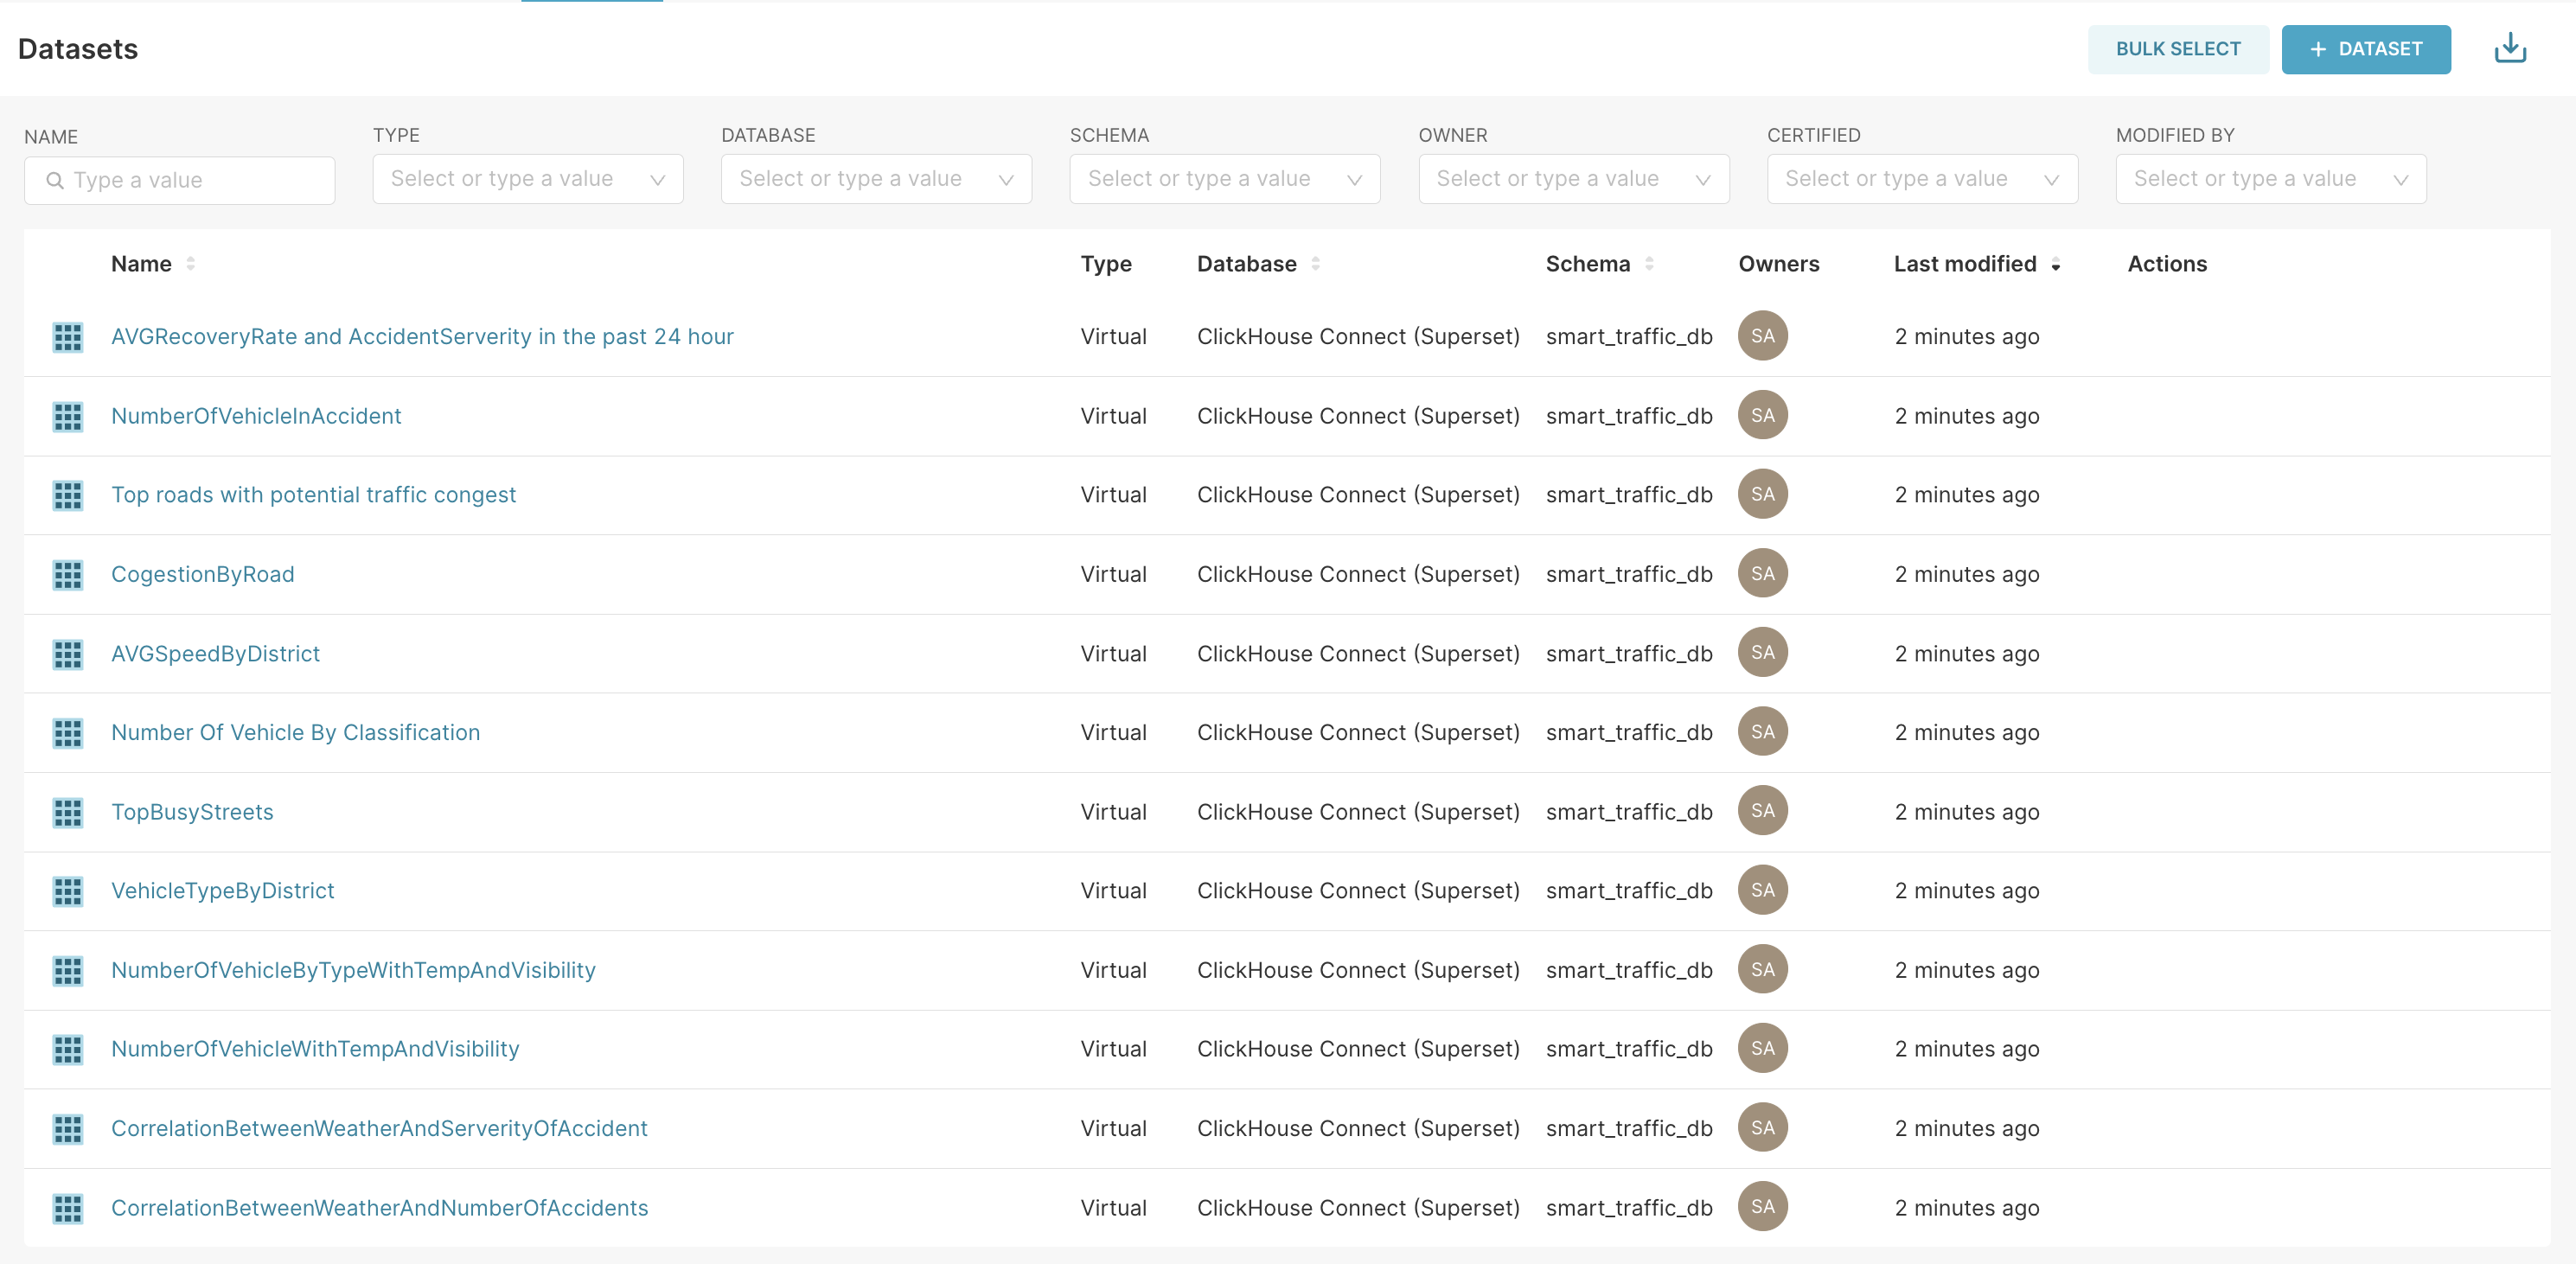 Datasets
BULK SELECT
+ DATASET
NAME TYPE DATABASE SCHEMA OWNER CERTIFIED MODIFIED BY
Type a value Select or type a value Select or type a value Select or type a value Select or type a value Select or type a value Select or type a value
Name Type Database Schema Owners Last modified Actions
AVGRecoveryRate and AccidentServerity in the past 24 hour Virtual ClickHouse Connect (Superset) smart_traffic_db SA 2 minutes ago
NumberOfVehicleInAccident Virtual ClickHouse Connect (Superset) smart_traffic_db SA 2 minutes ago
Top roads with potential traffic congest Virtual ClickHouse Connect (Superset) smart_traffic_db SA 2 minutes ago
CogestionByRoad Virtual ClickHouse Connect (Superset) smart_traffic_db SA 2 minutes ago
AVGSpeedByDistrict Virtual ClickHouse Connect (Superset) smart_traffic_db SA 2 minutes ago
Number Of Vehicle By Classification Virtual ClickHouse Connect (Superset) smart_traffic_db SA 2 minutes ago
TopBusyStreets Virtual ClickHouse Connect (Superset) smart_traffic_db SA 2 minutes ago
VehicleTypeByDistrict Virtual ClickHouse Connect (Superset) smart_traffic_db SA 2 minutes ago
NumberOfVehicleByTypeWithTempAndVisibility Virtual ClickHouse Connect (Superset) smart_traffic_db SA 2 minutes ago
NumberOfVehicleWithTempAndVisibility Virtual ClickHouse Connect (Superset) smart_traffic_db SA 2 minutes ago
CorrelationBetweenWeatherAndServerityOfAccident Virtual ClickHouse Connect (Superset) smart_traffic_db SA 2 minutes ago
CorrelationBetweenWeatherAndNumberOfAccidents Virtual ClickHouse Connect (Superset) smart_traffic_db SA 2 minutes ago